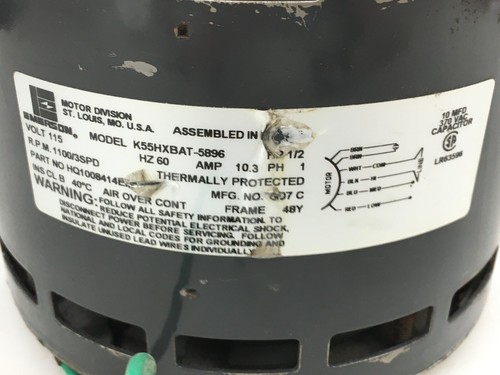 EMERSON
MOTOR DIVISION
ST. LOUIS, MO. U.S.A.
ASSEMBLED IN
VOLT 115
MODEL K55HXBAT-5896
HP 1/2
R.P.M. 1100/3SPD
HZ 60
AMP 10.3 PH 1
PART NO HQ1008414E
THERMALLY PROTECTED
INS CL B 40°C AIR OVER CONT
MFG. NO. G07 C
FRAME 48Y
WARNING: FOLLOW ALL SAFETY INFORMATION. TO
DISCONNECT REDUCE POTENTIAL ELECTRICAL SHOCK,
POWER BEFORE SERVICING. FOLLOW
NATIONAL AND LOCAL CODES FOR GROUNDING AND
INSULATE UNUSED LEAD WIRES INDIVIDUALLY.
MOTOR
BRN
BRN
WHT COM
BLK HI
BLU
RED LOW
10 MFD
370 VAC
CAPACITOR
LR63586